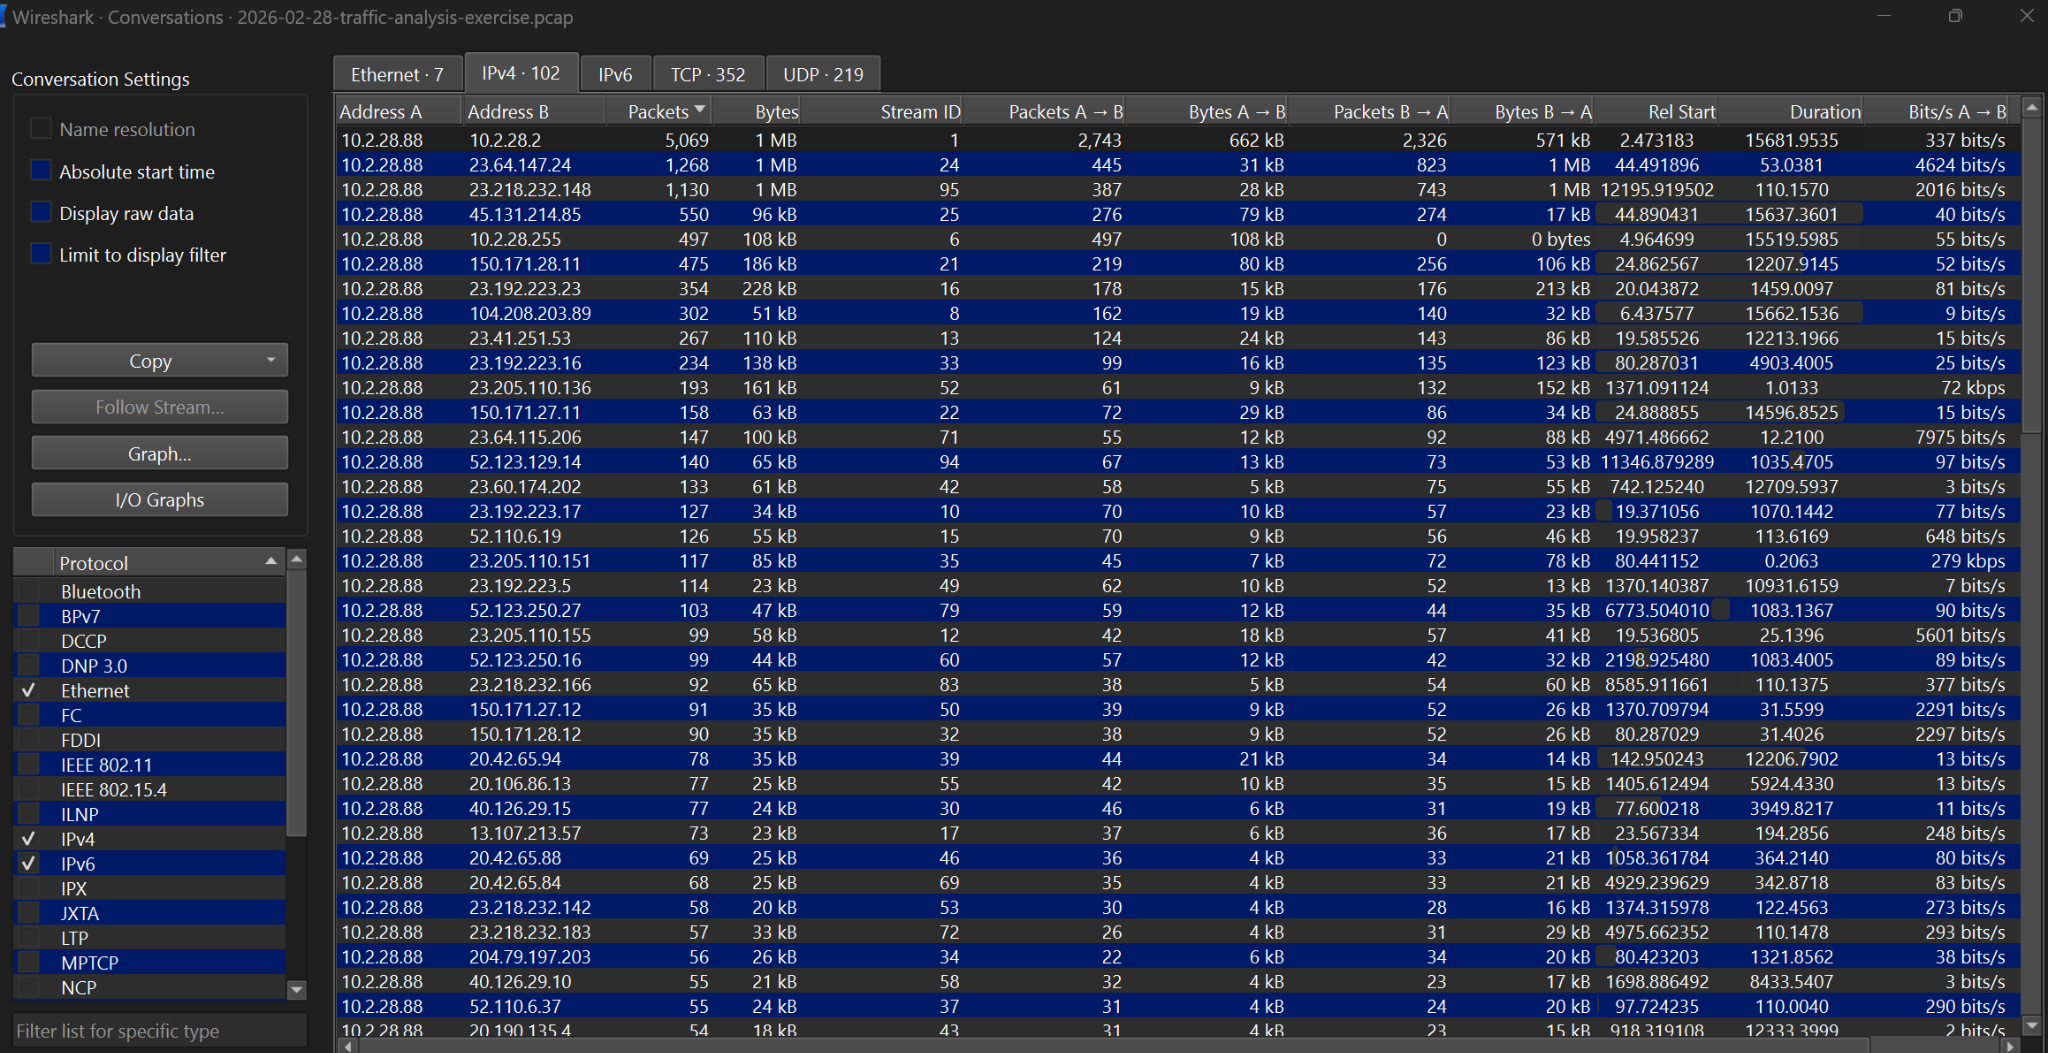 Wireshark · Conversations · 2026-02-28-traffic-analysis-exercise.pcap
Conversation Settings
Name resolution
Absolute start time
Display raw data
Limit to display filter
Copy
Follow Stream...
Graph...
I/O Graphs
Protocol
Bluetooth
BPv7
DCCP
DNP 3.0
Ethernet
FC
FDDI
IEEE 802.11
IEEE 802.15.4
ILNP
IPv4
IPv6
IPX
JXTA
LTP
MPTCP
NCP
Filter list for specific type
Ethernet · 7 IPv4 · 102 IPv6 TCP · 352 UDP · 219
Address A Address B Packets Bytes Stream ID Packets A → B Bytes A → B Packets B → A Bytes B → A Rel Start Duration Bits/s A → B
10.2.28.88 10.2.28.2 5,069 1 MB 1 2,743 662 kB 2,326 571 kB 2.473183 15681.9535 337 bits/s
10.2.28.88 23.64.147.24 1,268 1 MB 24 445 31 kB 823 1 MB 44.491896 53.0381 4624 bits/s
10.2.28.88 23.218.232.148 1,130 1 MB 95 387 28 kB 743 1 MB 12195.919502 110.1570 2016 bits/s
10.2.28.88 45.131.214.85 550 96 kB 25 276 79 kB 274 17 kB 44.890431 15637.3601 40 bits/s
10.2.28.88 10.2.28.255 497 108 kB 6 497 108 kB 0 0 bytes 4.964699 15519.5985 55 bits/s
10.2.28.88 150.171.28.11 475 186 kB 21 219 80 kB 256 106 kB 24.862567 12207.9145 52 bits/s
10.2.28.88 23.192.223.23 354 228 kB 16 178 15 kB 176 213 kB 20.043872 1459.0097 81 bits/s
10.2.28.88 104.208.203.89 302 51 kB 8 162 19 kB 140 32 kB 6.437577 15662.1536 9 bits/s
10.2.28.88 23.41.251.53 267 110 kB 13 124 24 kB 143 86 kB 19.585526 12213.1966 15 bits/s
10.2.28.88 23.192.223.16 234 138 kB 33 99 16 kB 135 123 kB 80.287031 4903.4005 25 bits/s
10.2.28.88 23.205.110.136 193 161 kB 52 61 9 kB 132 152 kB 1371.091124 1.0133 72 kbps
10.2.28.88 150.171.27.11 158 63 kB 22 72 29 kB 86 34 kB 24.888855 14596.8525 15 bits/s
10.2.28.88 23.64.115.206 147 100 kB 71 55 12 kB 92 88 kB 4971.486662 12.2100 7975 bits/s
10.2.28.88 52.123.129.14 140 65 kB 94 67 13 kB 73 53 kB 11346.879289 1035.4705 97 bits/s
10.2.28.88 23.60.174.202 133 61 kB 42 58 5 kB 75 55 kB 742.125240 12709.5937 3 bits/s
10.2.28.88 23.192.223.17 127 34 kB 10 70 10 kB 57 23 kB 19.371056 1070.1442 77 bits/s
10.2.28.88 52.110.6.19 126 55 kB 15 70 9 kB 56 46 kB 19.958237 113.6169 648 bits/s
10.2.28.88 23.205.110.151 117 85 kB 35 45 7 kB 72 78 kB 80.441152 0.2063 279 kbps
10.2.28.88 23.192.223.5 114 23 kB 49 62 10 kB 52 13 kB 1370.140387 10931.6159 7 bits/s
10.2.28.88 52.123.250.27 103 47 kB 79 59 12 kB 44 35 kB 6773.504010 1083.1367 90 bits/s
10.2.28.88 23.205.110.155 99 58 kB 12 42 18 kB 57 41 kB 19.536805 25.1396 5601 bits/s
10.2.28.88 52.123.250.16 99 44 kB 60 57 12 kB 42 32 kB 2198.925480 1083.4005 89 bits/s
10.2.28.88 23.218.232.166 92 65 kB 83 38 5 kB 54 60 kB 8585.911661 110.1375 377 bits/s
10.2.28.88 150.171.27.12 91 35 kB 50 39 9 kB 52 26 kB 1370.709794 31.5599 2291 bits/s
10.2.28.88 150.171.28.12 90 35 kB 32 38 9 kB 52 26 kB 80.287029 31.4026 2297 bits/s
10.2.28.88 20.42.65.94 78 35 kB 39 44 21 kB 34 14 kB 142.950243 12206.7902 13 bits/s
10.2.28.88 20.106.86.13 77 25 kB 55 42 10 kB 35 15 kB 1405.612494 5924.4330 13 bits/s
10.2.28.88 40.126.29.15 77 24 kB 30 46 6 kB 31 19 kB 77.600218 3949.8217 11 bits/s
10.2.28.88 13.107.213.57 73 23 kB 17 37 6 kB 36 17 kB 23.567334 194.2856 248 bits/s
10.2.28.88 20.42.65.88 69 25 kB 46 36 4 kB 33 21 kB 1058.361784 364.2140 80 bits/s
10.2.28.88 20.42.65.84 68 25 kB 69 35 4 kB 33 21 kB 4929.239629 342.8718 83 bits/s
10.2.28.88 23.218.232.142 58 20 kB 53 30 4 kB 28 16 kB 1374.315978 122.4563 273 bits/s
10.2.28.88 23.218.232.183 57 33 kB 72 26 4 kB 31 29 kB 4975.662352 110.1478 293 bits/s
10.2.28.88 204.79.197.203 56 26 kB 34 22 6 kB 34 20 kB 80.423203 1321.8562 38 bits/s
10.2.28.88 40.126.29.10 55 21 kB 58 32 4 kB 23 17 kB 1698.886492 8433.5407 3 bits/s
10.2.28.88 52.110.6.37 55 24 kB 37 31 4 kB 24 20 kB 97.724235 110.0040 290 bits/s
10.2.28.88 20.190.135.4 54 18 kB 43 31 4 kB 23 15 kB 918.319108 12333.3999 2 bits/s